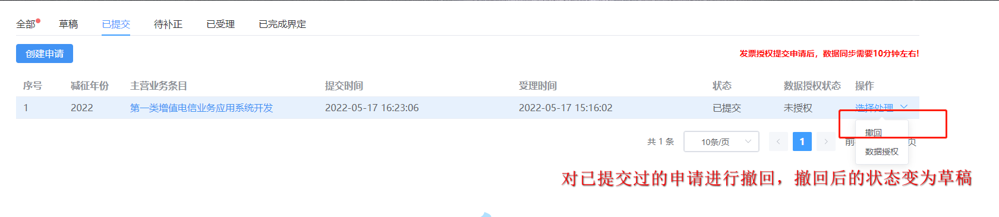 全部 草稿 已提交 待补正 已受理 已完成界定
创建申请 发票授权提交申请后，数据同步需要10分钟左右!
序号 减征年份 主营业务条目 提交时间 受理时间 状态 数据授权状态 操作
1 2022 第一类增值电信业务应用系统开发 2022-05-17 16:23:06 2022-05-17 15:16:02 已提交 未授权 选择处理
撤回
共 1 条 10条/页 1 前 页
数据授权
对已提交过的申请进行撤回，撤回后的状态变为草稿